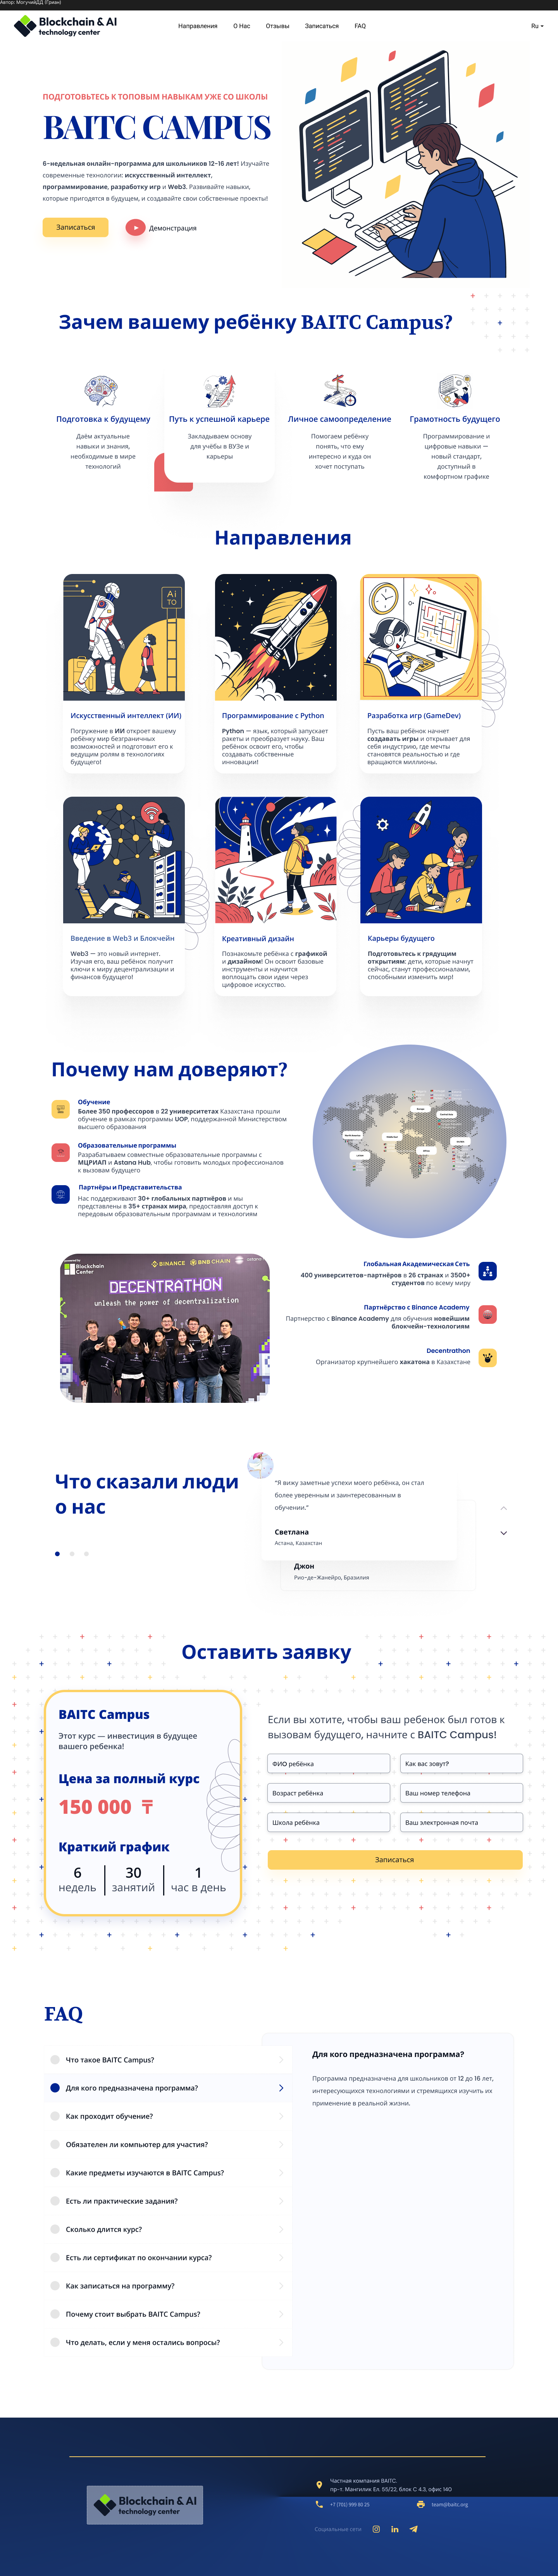 Автор: МогучийДД (Гриан)
Blockchain & AI
technology center
Направления
О Нас
Отзывы
Записаться
FAQ
Ru
ПОДГОТОВЬТЕСЬ К ТОПОВЫМ НАВЫКАМ УЖЕ СО ШКОЛЫ
BAITC CAMPUS
6-недельная онлайн-программа для школьников 12-16 лет! Изучайте
современные технологии: искусственный интеллект,
программирование, разработку игр и Web3. Развивайте навыки,
которые пригодятся в будущем, и создавайте свои собственные проекты!
Записаться
Демонстрация
Зачем вашему ребёнку BAITC Campus?
Подготовка к будущему
Даём актуальные
навыки и знания,
необходимые в мире
технологий
Путь к успешной карьере
Закладываем основу
для учёбы в ВУЗе и
карьеры
Личное самоопределение
Помогаем ребёнку
понять, что ему
интересно и куда он
хочет поступать
Грамотность будущего
Программирование и
цифровые навыки —
новый стандарт,
доступный в
комфортном графике
Направления
Ai
TO
Искусственный интеллект (ИИ)
Погружение в ИИ откроет вашему
ребёнку мир безграничных
возможностей и подготовит его к
ведущим ролям в технологиях
будущего!
Программирование с Python
Python — язык, который запускает
ракеты и преобразует науку. Ваш
ребёнок освоит его, чтобы
создавать собственные
инновации!
Разработка игр (GameDev)
Пусть ваш ребёнок начнет
создавать игры и открывает для
себя индустрию, где мечты
становятся реальностью и где
вращаются миллионы.
Введение в Web3 и Блокчейн
Web3 — это новый интернет.
Изучая его, ваш ребёнок получит
ключи к миру децентрализации и
финансов будущего!
Креативный дизайн
Познакомьте ребёнка с графикой
и дизайном! Он освоит базовые
инструменты и научится
воплощать свои идеи через
цифровое искусство.
Карьеры будущего
Подготовьтесь к грядущим
открытиям: дети, которые начнут
сейчас, станут профессионалами,
способными изменить мир!
Почему нам доверяют?
Обучение
Более 350 профессоров в 22 университетах Казахстана прошли
обучение в рамках программы UOP, поддержанной Министерством
высшего образования
Образовательные программы
Разрабатываем совместные образовательные программы с
МЦРИАП и Astana Hub, чтобы готовить молодых профессионалов
к вызовам будущего
Партнёры и Представительства
Нас поддерживают 30+ глобальных партнёров и мы
представлены в 35+ странах мира, предоставляя доступ к
передовым образовательным программам и технологиям
Blockchain
Center
BINANCE
BNB CHAIN
DECENTRATHON
unleash the power of decentralization
Глобальная Академическая Сеть
400 университетов-партнёров в 26 странах и 3500+
студентов по всему миру
Партнёрство с Binance Academy
Партнерство с Binance Academy для обучения новейшим
блокчейн-технологиям
Decentrathon
Организатор крупнейшего хакатона в Казахстане
Что сказали люди
о нас
“Я вижу заметные успехи моего ребёнка, он стал
более уверенным и заинтересованным в
обучении.”
Светлана
Астана, Казахстан
Джон
Рио-де-Жанейро, Бразилия
Оставить заявку
BAITC Campus
Этот курс — инвестиция в будущее
вашего ребенка!
Цена за полный курс
150 000 ₸
Краткий график
6
недель
30
занятий
1
час в день
Если вы хотите, чтобы ваш ребенок был готов к
вызовам будущего, начните с BAITC Campus!
ФИО ребёнка
Как вас зовут?
Возраст ребёнка
Ваш номер телефона
Школа ребёнка
Ваш электронная почта
Записаться
FAQ
Что такое BAITC Campus?
Для кого предназначена программа?
Как проходит обучение?
Обязателен ли компьютер для участия?
Какие предметы изучаются в BAITC Campus?
Есть ли практические задания?
Сколько длится курс?
Есть ли сертификат по окончании курса?
Как записаться на программу?
Почему стоит выбрать BAITC Campus?
Что делать, если у меня остались вопросы?
Для кого предназначена программа?
Программа предназначена для школьников от 12 до 16 лет,
интересующихся технологиями и стремящихся изучить их
применение в реальной жизни.
Blockchain & AI
technology center
Частная компания BAITC.
пр-т. Мангилик Ел. 55/22, блок С 4.3, офис 140
+7 (701) 999 80 25
team@baitc.org
Социальные сети